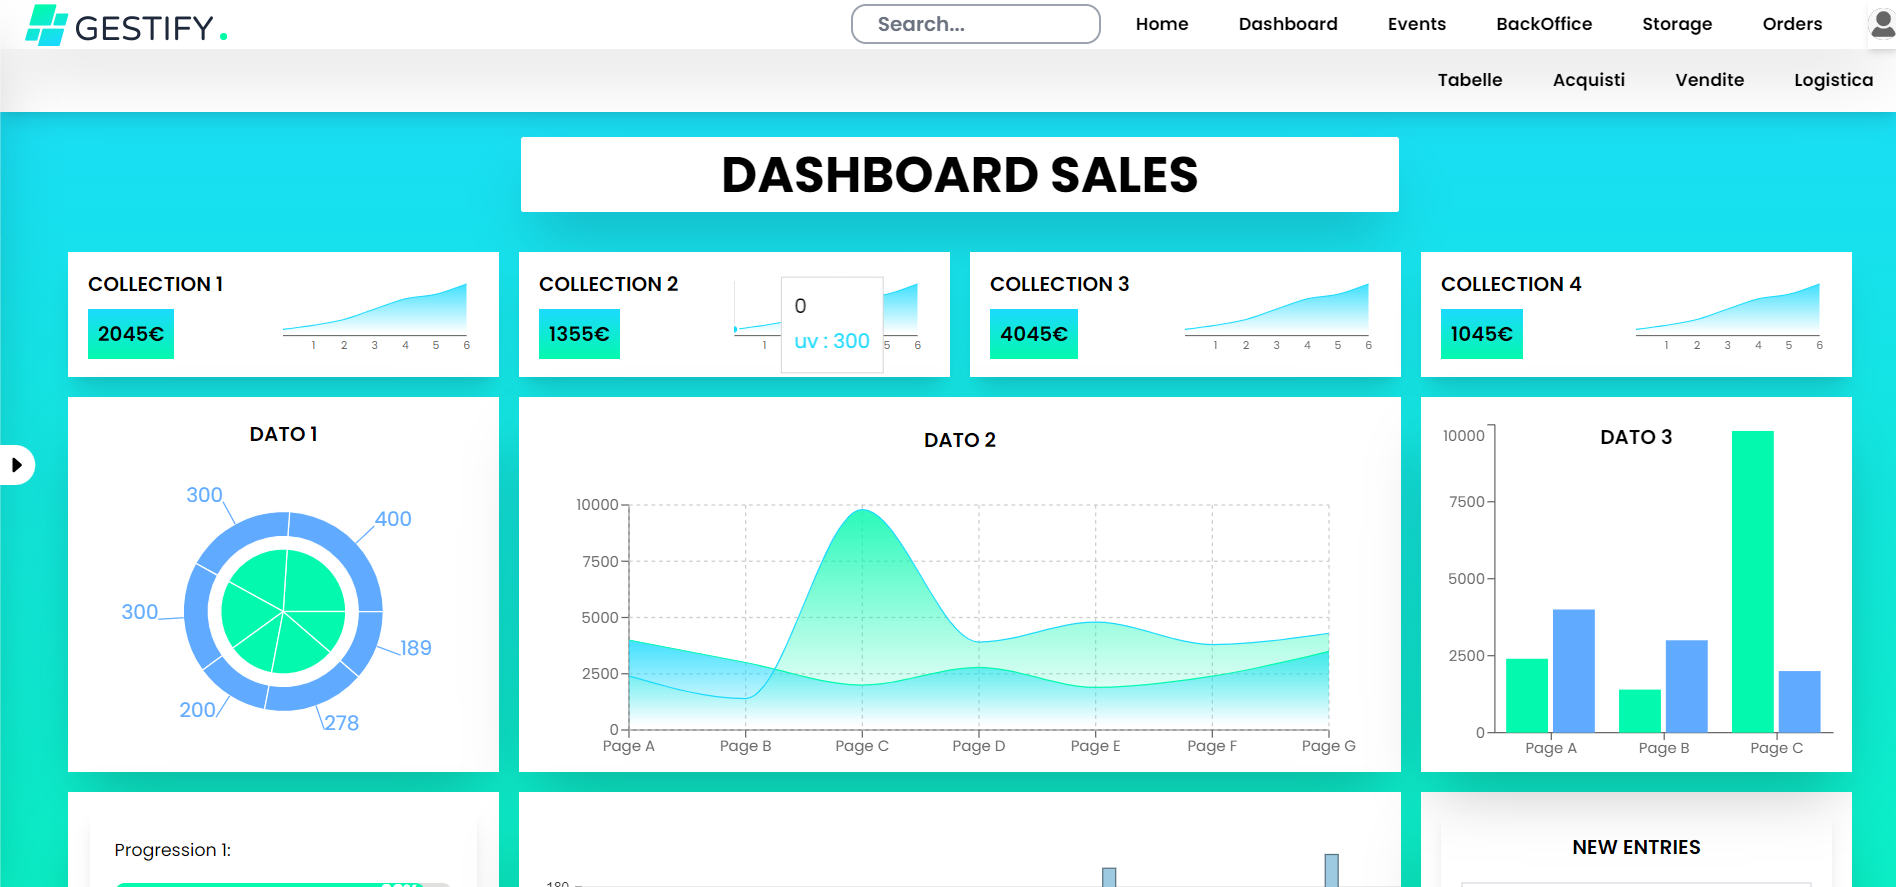 GESTIFY.
Search...
Home
Dashboard
Events
BackOffice
Storage
Orders
Tabelle
Acquisti
Vendite
Logistica
DASHBOARD SALES
COLLECTION 1
2045€
1 2 3 4 5 6
COLLECTION 2
1355€
0
uv : 300
1 5 6
COLLECTION 3
4045€
1 2 3 4 5 6
COLLECTION 4
1045€
1 2 3 4 5 6
DATO 1
300
400
300
189
200
278
DATO 2
10000
7500
5000
2500
0
Page A Page B Page C Page D Page E Page F Page G
DATO 3
10000
7500
5000
2500
0
Page A Page B Page C
Progression 1:
NEW ENTRIES